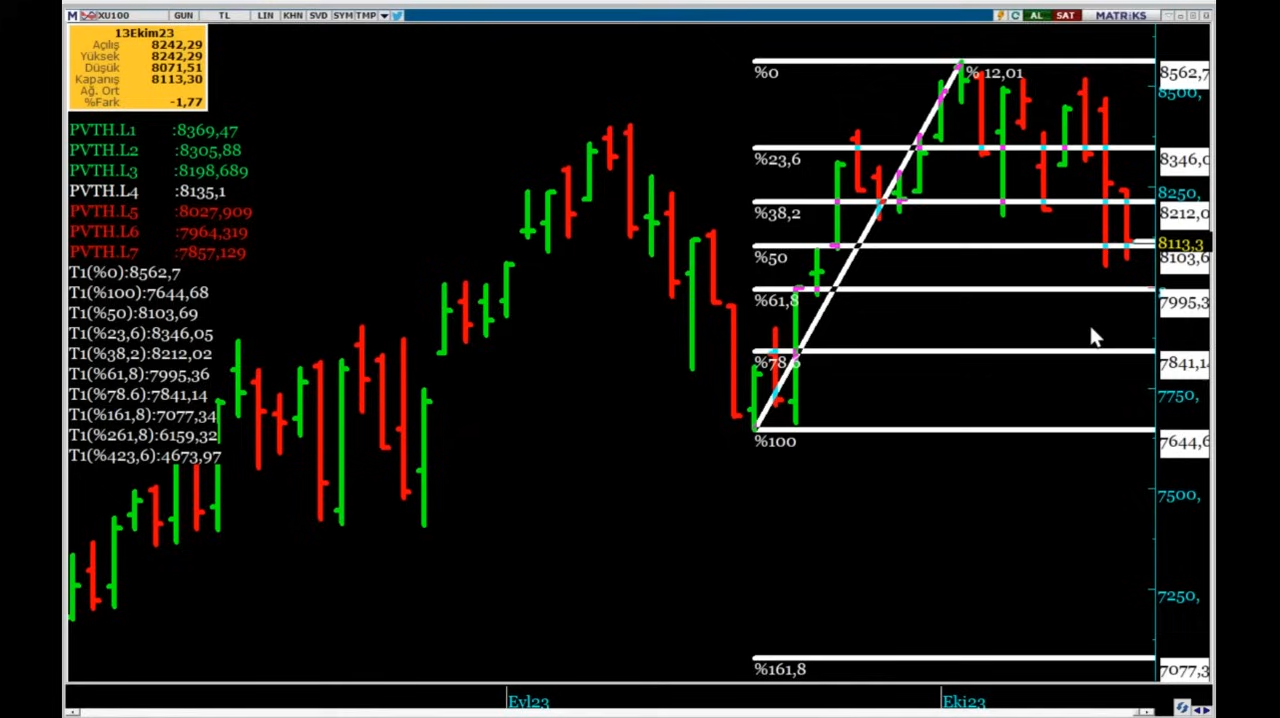 M XU100 GUN TL LIN KHN SVD SYM TMP AL SAT MATRiKS
13Ekim23
Açılış 8242,29
Yüksek 8242,29
Düşük 8071,51
Kapanış 8113,30
Ağ. Ort
%Fark -1,77
PVTH.L1 :8369,47
PVTH.L2 :8305,88
PVTH.L3 :8198,689
PVTH.L4 :8135,1
PVTH.L5 :8027,909
PVTH.L6 :7964,319
PVTH.L7 :7857,129
T1(%0):8562,7
T1(%100):7644,68
T1(%50):8103,69
T1(%23,6):8346,05
T1(%38,2):8212,02
T1(%61,8):7995,36
T1(%78.6):7841,14
T1(%161,8):7077,34
T1(%261,8):6159,32
T1(%423,6):4673,97
%0
% 12,01
%23,6
%38,2
%50
%61,8
%78,6
%100
%161,8
8562,7
8500,
8346,0
8250,
8212,0
8113,3
8103,6
7995,3
7841,14
7750,
7644,6
7500,
7250,
7077,3
Eyl23
Eki23